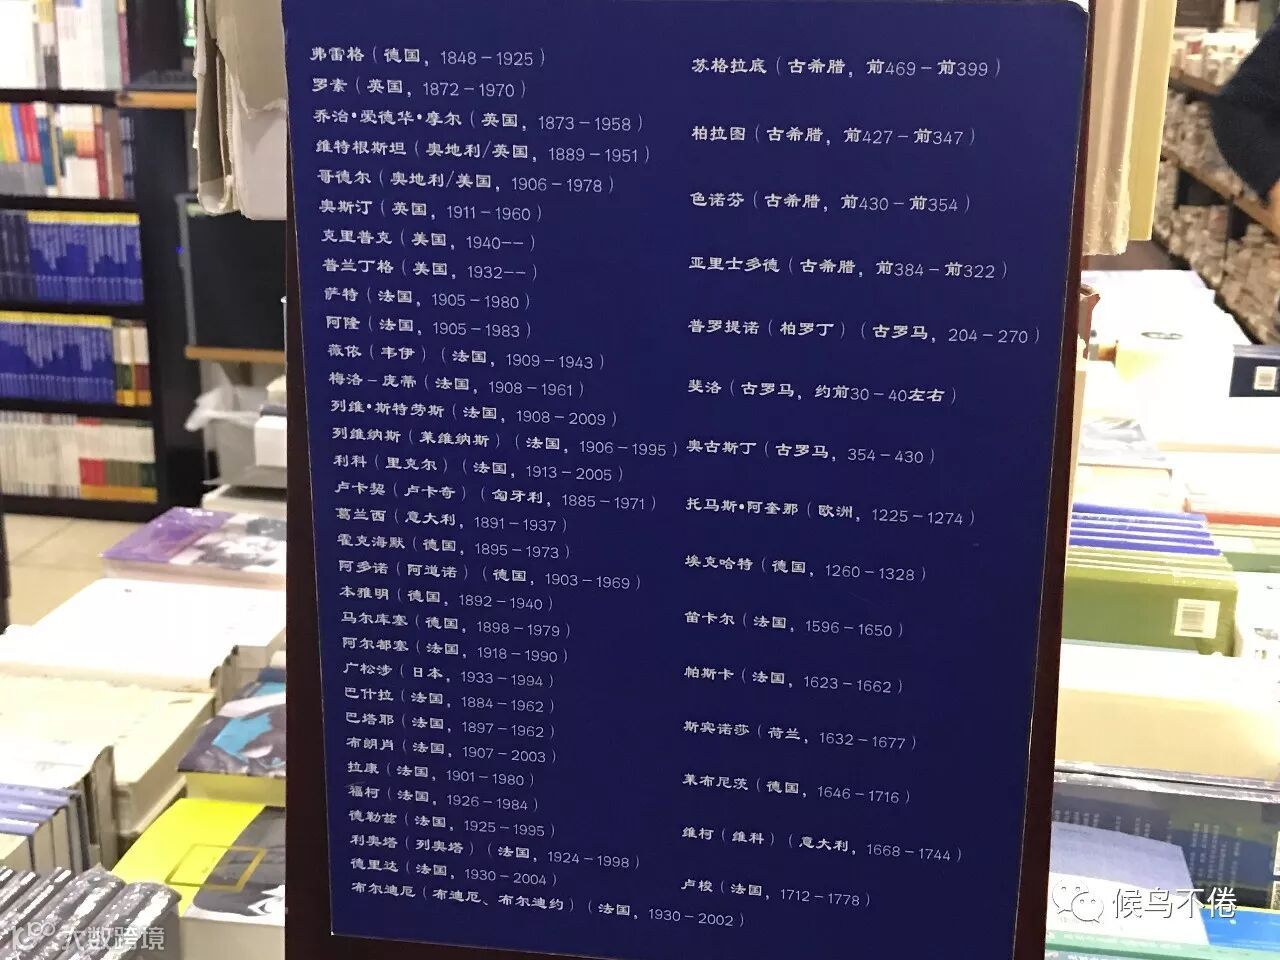 弗雷格（德国，1848－1925）
罗素（英国，1872－1970）
乔治•爱德华•摩尔（英国，1873－1958）
维特根斯坦（奥地利/英国，1889－1951）
哥德尔（奥地利/美国，1906－1978）
奥斯汀（英国，1911－1960）
克里普克（美国，1940--）
普兰丁格（美国，1932--）
萨特（法国，1905－1980）
阿隆（法国，1905－1983）
薇依（韦伊）（法国，1909－1943）
梅洛－庞蒂（法国，1908－1961）
列维•斯特劳斯（法国，1908－2009）
列维纳斯（莱维纳斯）（法国，1906－1995）
利科（里克尔）（法国，1913－2005）
卢卡契（卢卡奇）（匈牙利，1885－1971）
葛兰西（意大利，1891－1937）
霍克海默（德国，1895－1973）
阿多诺（阿道诺）（德国，1903－1969）
本雅明（德国，1892－1940）
马尔库塞（德国，1898－1979）
阿尔都塞（法国，1918－1990）
广松涉（日本，1933－1994）
巴什拉（法国，1884－1962）
巴塔耶（法国，1897－1962）
布朗肖（法国，1907－2003）
拉康（法国，1901－1980）
福柯（法国，1926－1984）
德勒兹（法国，1925－1995）
利奥塔（列奥塔）（法国，1924－1998）
德里达（法国，1930－2004）
布尔迪厄（布迪厄、布尔迪约）（法国，1930－2002）
苏格拉底（古希腊，前469－前399）
柏拉图（古希腊，前427－前347）
色诺芬（古希腊，前430－前354）
亚里士多德（古希腊，前384－前322）
普罗提诺（柏罗丁）（古罗马，204－270）
斐洛（古罗马，约前30－40左右）
奥古斯丁（古罗马，354－430）
托马斯•阿奎那（欧洲，1225－1274）
埃克哈特（德国，1260－1328）
笛卡尔（法国，1596－1650）
帕斯卡（法国，1623－1662）
斯宾诺莎（荷兰，1632－1677）
莱布尼茨（德国，1646－1716）
维柯（维科）（意大利，1668－1744）
卢梭（法国，1712－1778）
候鸟不倦
大数跨境